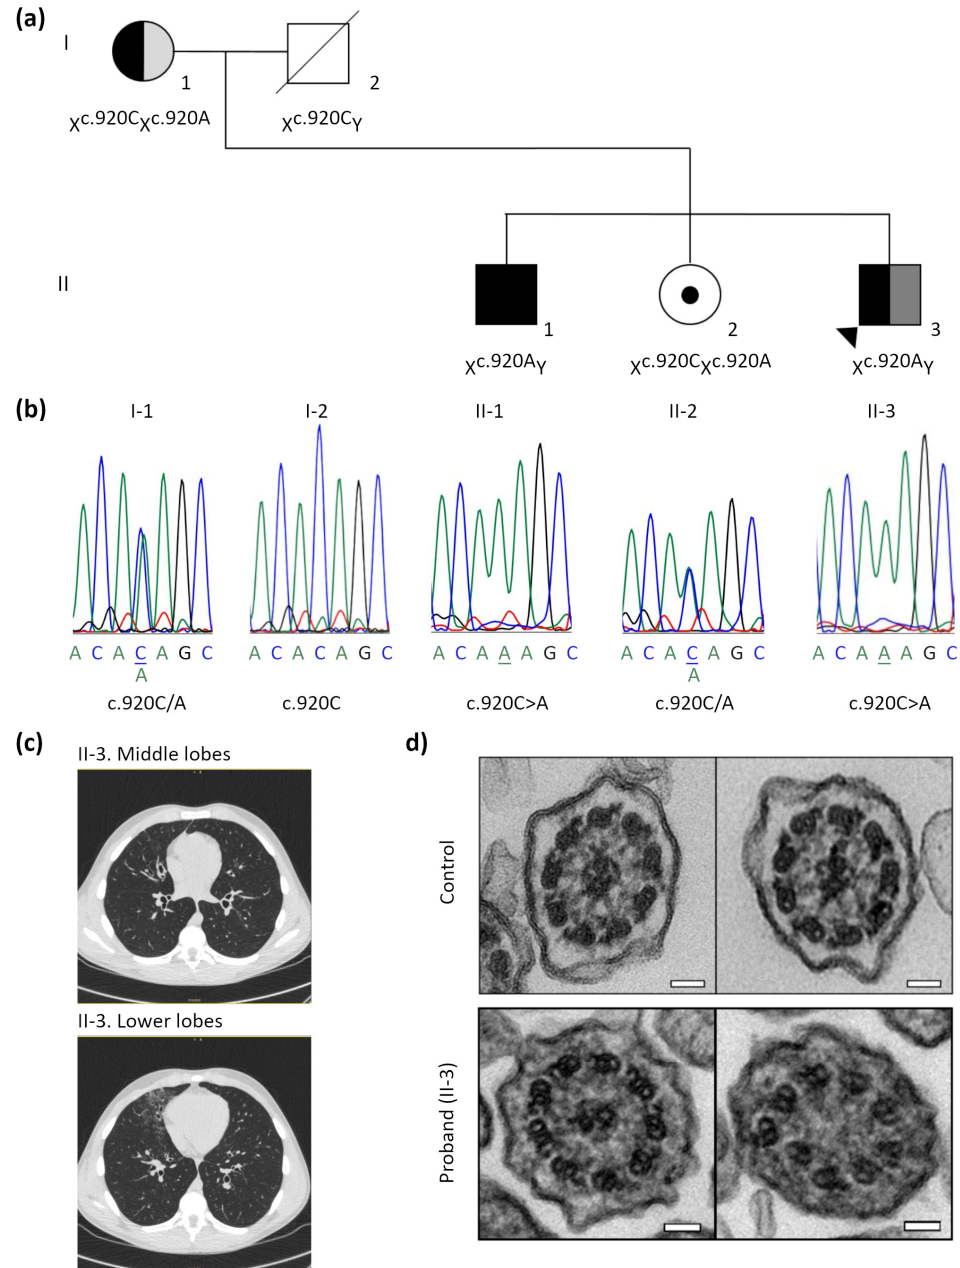 (a)
I
1
2
Xc.920CXc.920A
Xc.920CY
II
1
2
3
Xc.920AY
Xc.920CXc.920A
Xc.920AY
(b)
I-1
I-2
II-1
II-2
II-3
A C A C A G C
A
A C A C A G C
A C A A A G C
A C A C A G C
A
A C A A A G C
c.920C/A
c.920C
c.920C>A
c.920C/A
c.920C>A
(c)
II-3. Middle lobes
II-3. Lower lobes
d)
Control
Proband (II-3)